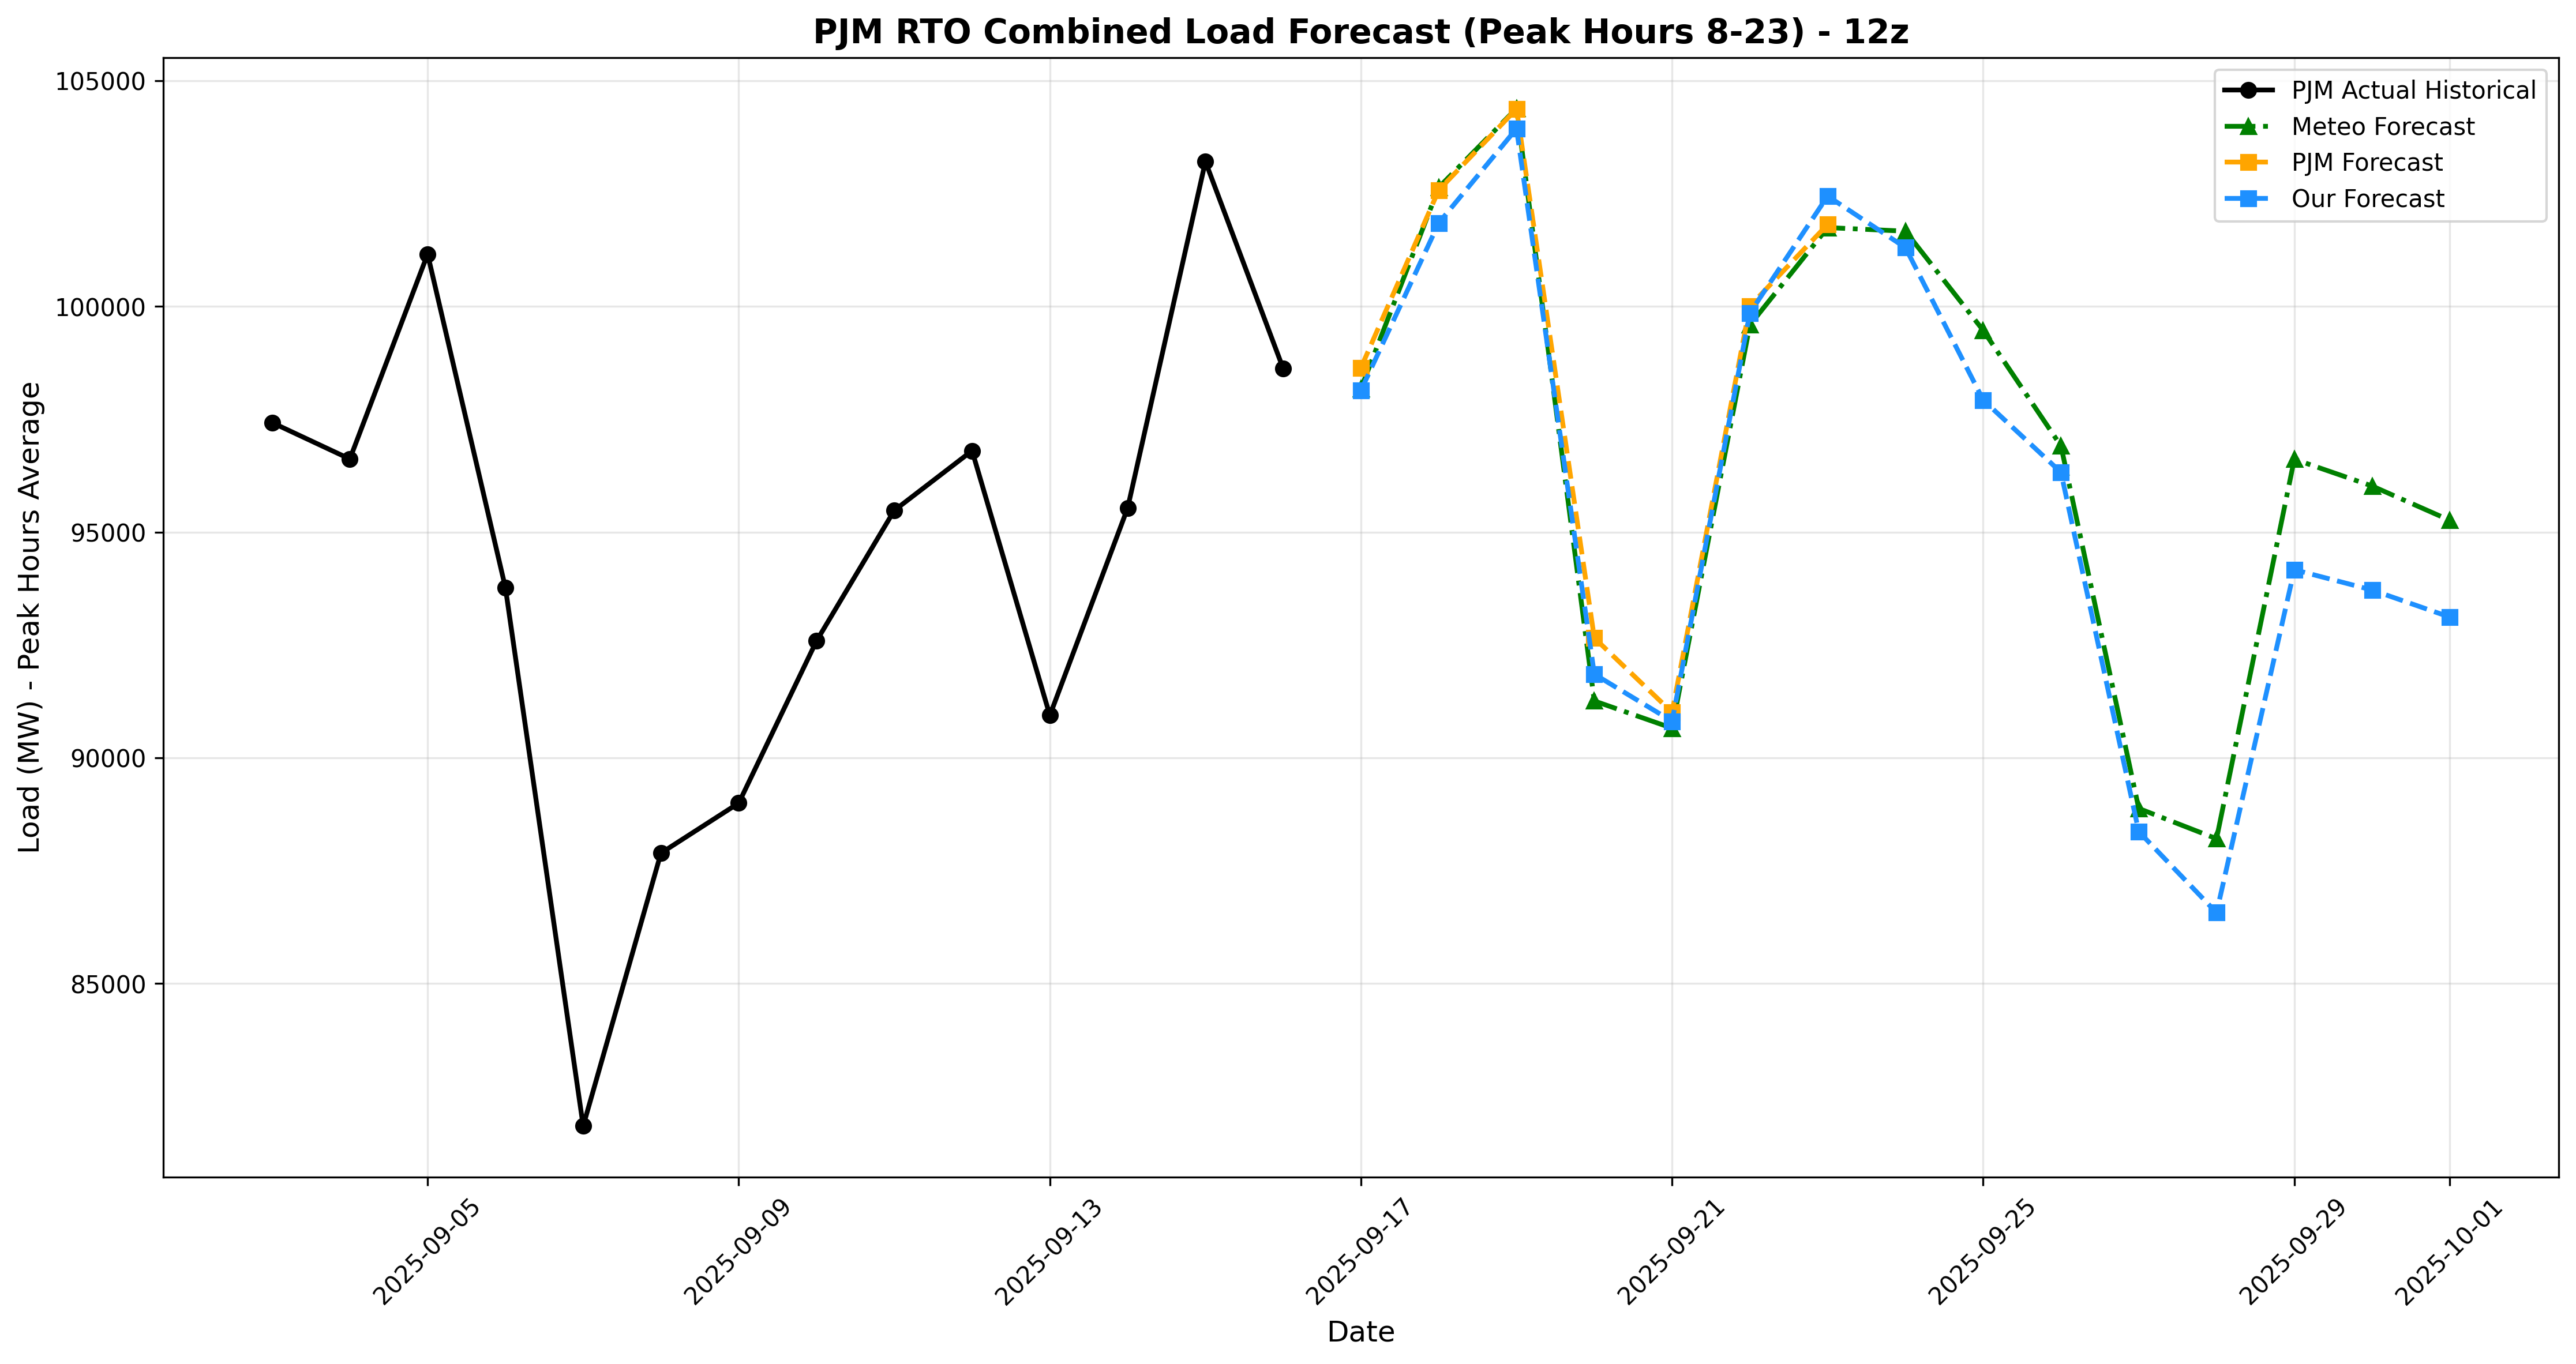 PJM RTO Combined Load Forecast (Peak Hours 8-23) - 12z
PJM Actual Historical
Meteo Forecast
PJM Forecast
Our Forecast
Load (MW) - Peak Hours Average
105000
100000
95000
90000
85000
2025-09-05
2025-09-09
2025-09-13
2025-09-17
2025-09-21
2025-09-25
2025-09-29
2025-10-01
Date